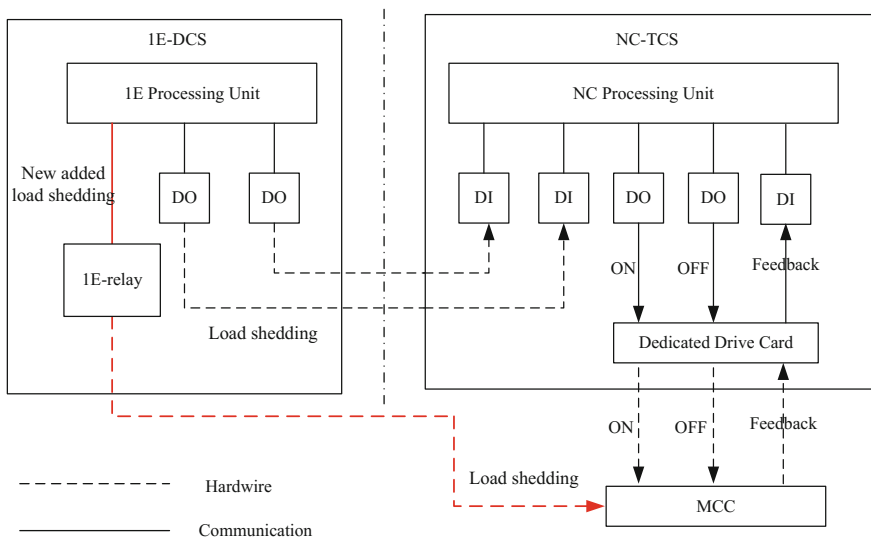 1E-DCS
NC-TCS
1E Processing Unit
NC Processing Unit
New added
load shedding
DO
DO
DI
DI
DO
DO
DI
1E-relay
ON
OFF
Feedback
Load shedding
Dedicated Drive Card
ON
OFF
Feedback
Load shedding
Hardwire
MCC
Communication